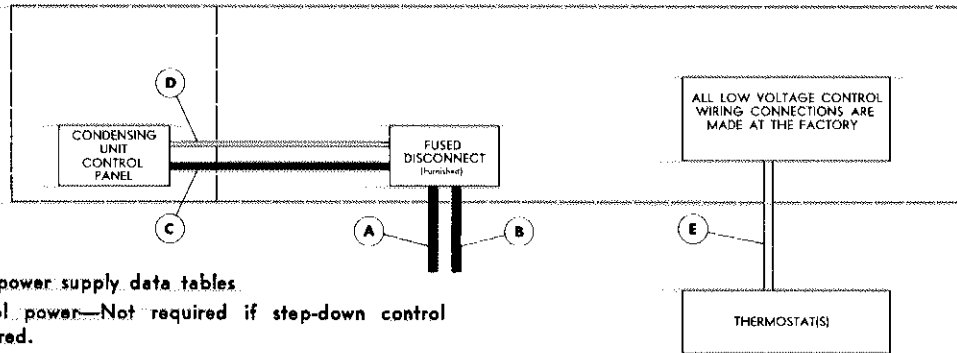 D
CONDENSING
UNIT
CONTROL
PANEL
FUSED
DISCONNECT
(furnished)
ALL LOW VOLTAGE CONTROL
WIRING CONNECTIONS ARE
MADE AT THE FACTORY
C
A
B
E
power supply data tables
l power—Not required if step-down control
red.
THERMOSTAT(S)